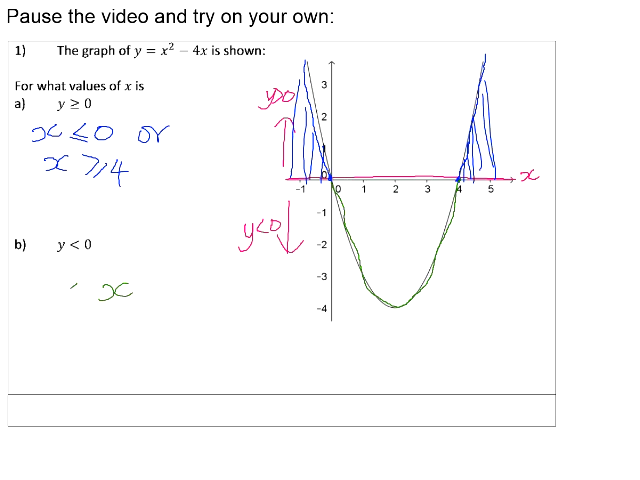 Pause the video and try on your own:
1) The graph of y = x² − 4x is shown:
For what values of x is
a) y ≥ 0
x ≤ 0 or
x ≥ 4
b) y < 0
x
y>0
y<0
x
3
2
1
0
-1 0 1 2 3 4 5
-1
-2
-3
-4